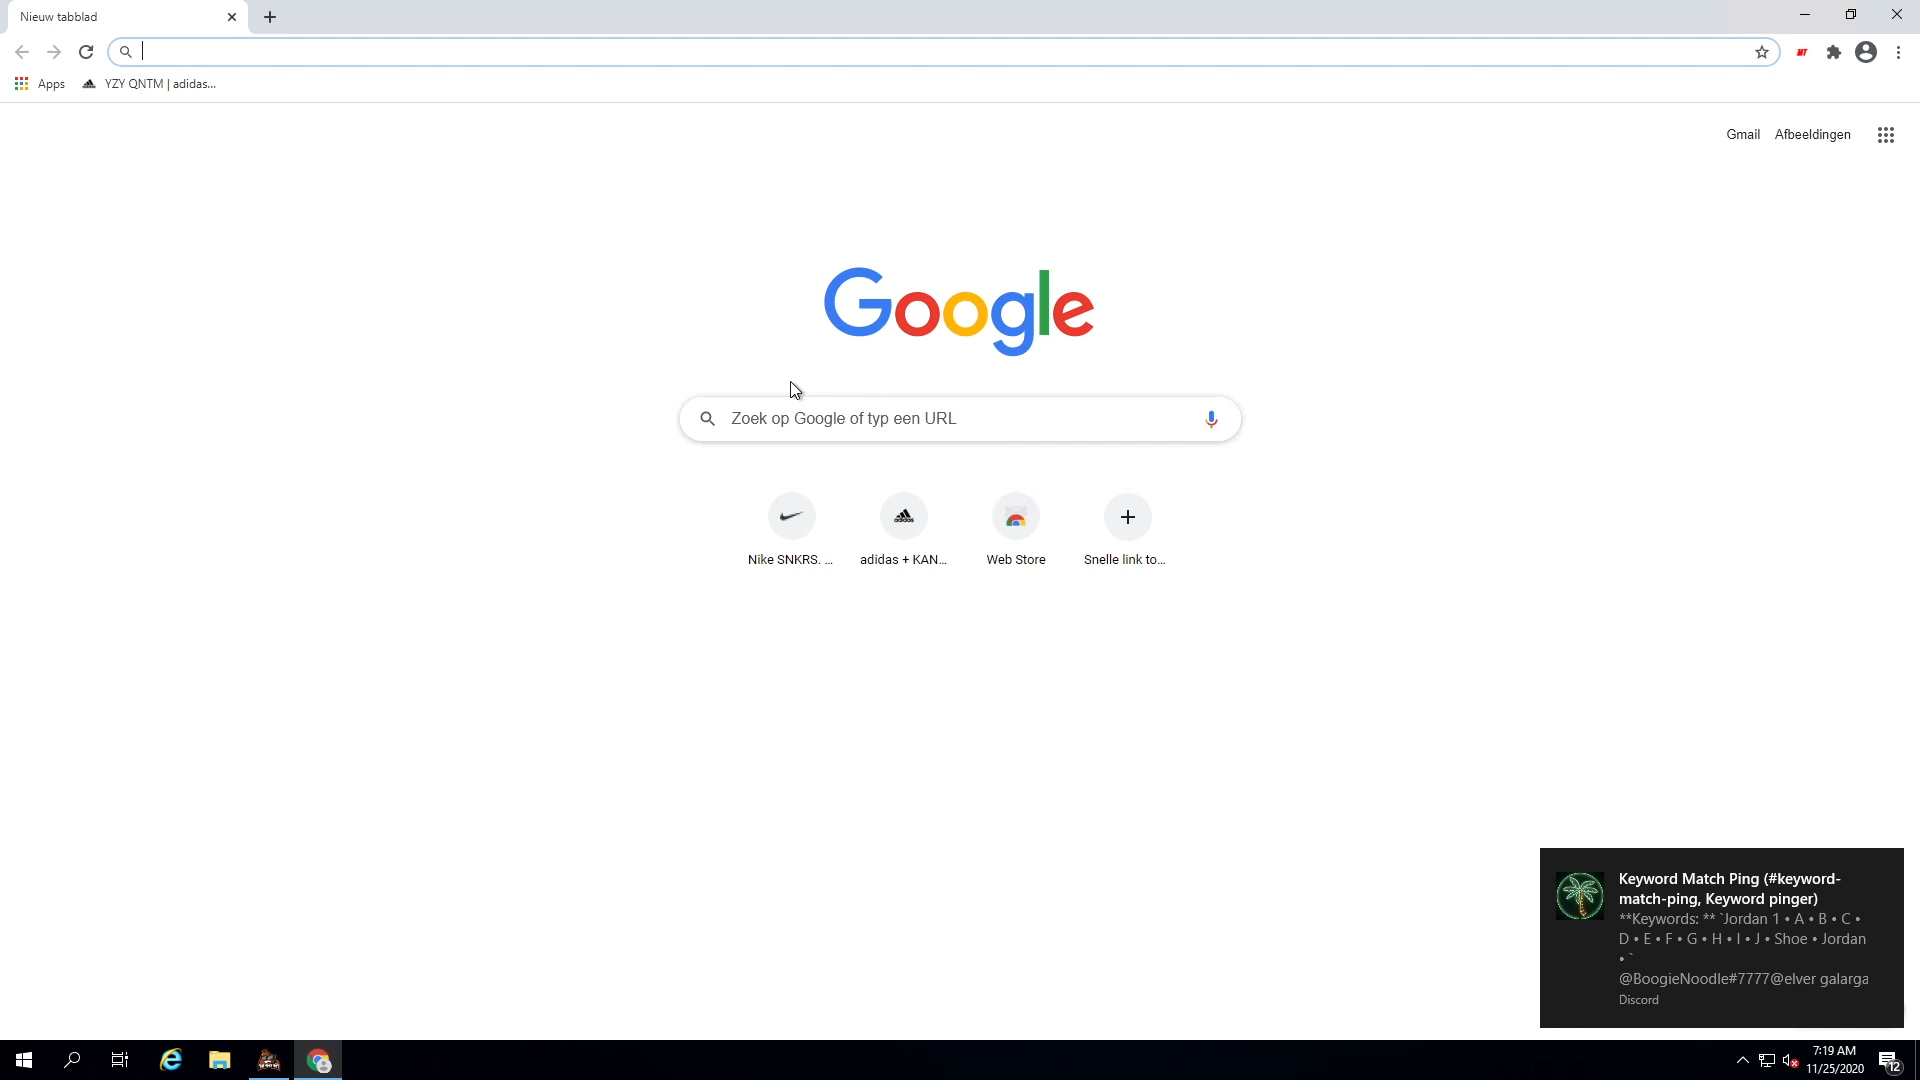 Nieuw tabblad
Apps
YZY QNTM | adidas...
Gmail Afbeeldingen
Google
Zoek op Google of typ een URL
Nike SNKRS. ...
adidas + KAN...
Web Store
Snelle link to...
Keyword Match Ping (#keyword-
match-ping, Keyword pinger)
**Keywords: ** `Jordan 1 • A • B • C •
D • E • F • G • H • I • J • Shoe • Jordan
• `
@BoogieNoodle#7777@elver galarga
Discord
7:19 AM
11/25/2020
12